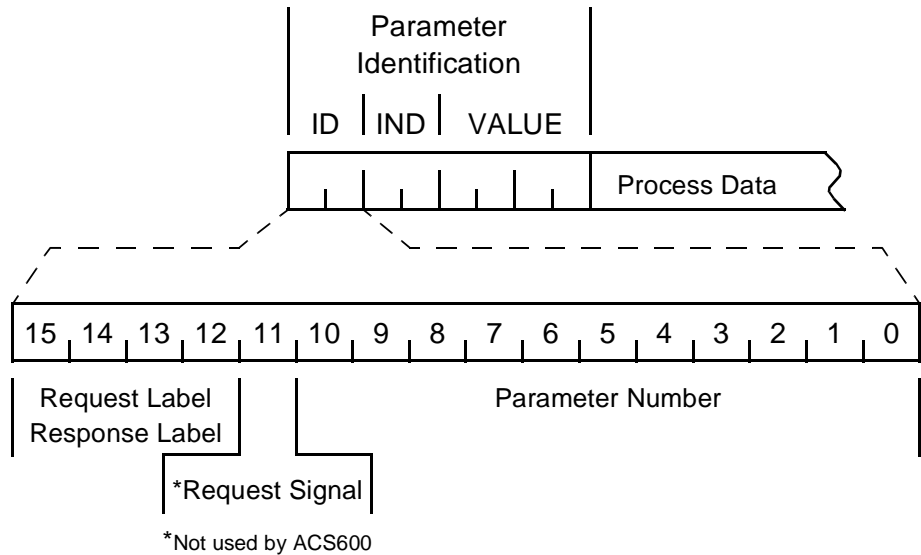 Parameter
Identification
ID IND VALUE
Process Data
15 14 13 12 11 10 9 8 7 6 5 4 3 2 1 0
Request Label
Response Label
Parameter Number
*Request Signal
*Not used by ACS600